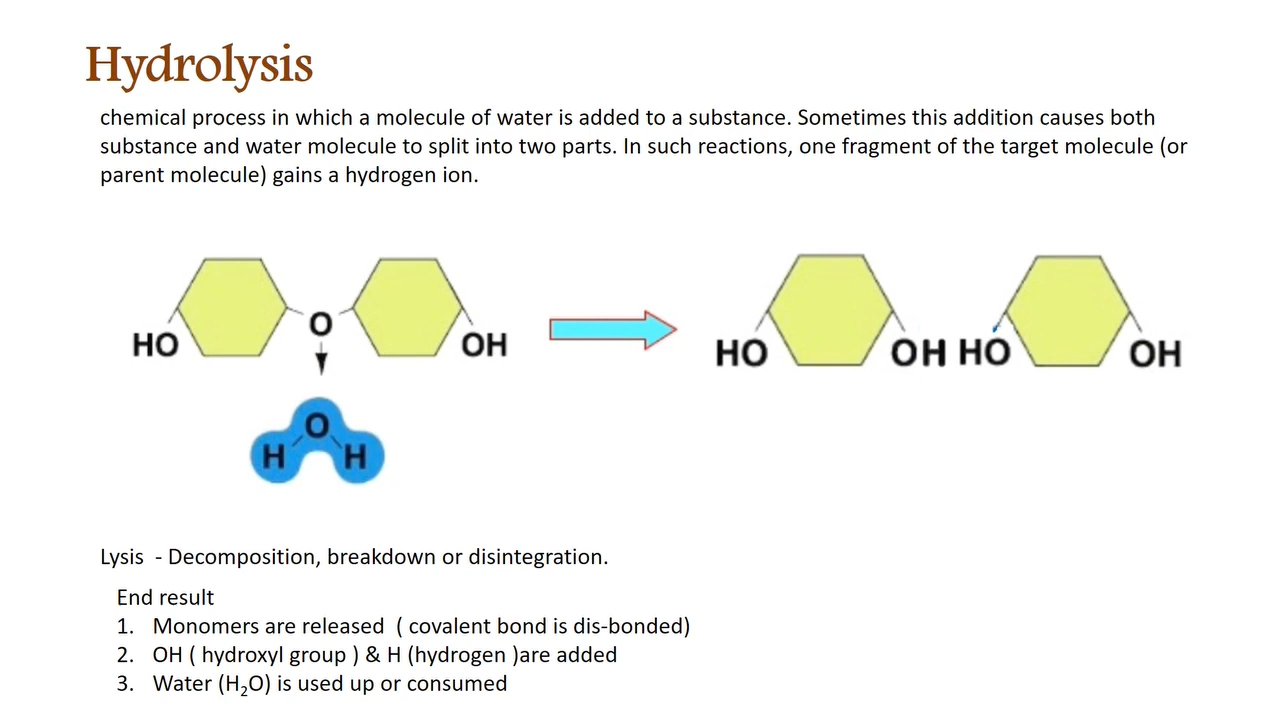 Hydrolysis
chemical process in which a molecule of water is added to a substance. Sometimes this addition causes both
substance and water molecule to split into two parts. In such reactions, one fragment of the target molecule (or
parent molecule) gains a hydrogen ion.
HO O OH
HO OH HO OH
H O H
Lysis - Decomposition, breakdown or disintegration.
End result
1. Monomers are released ( covalent bond is dis-bonded)
2. OH ( hydroxyl group ) & H (hydrogen )are added
3. Water (H₂O) is used up or consumed